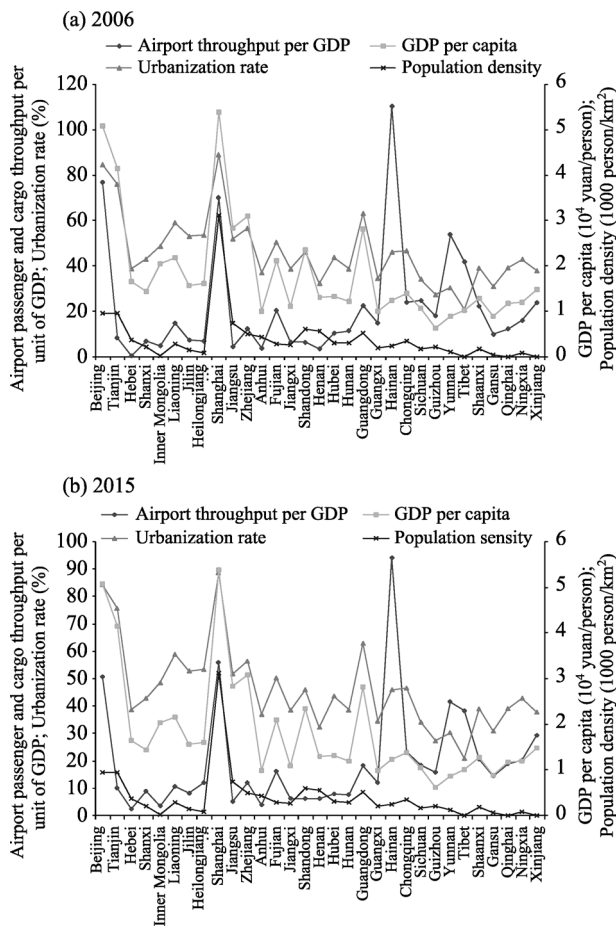 (a) 2006
Airport throughput per GDP
GDP per capita
Urbanization rate
Population density
Airport passenger and cargo throughput per
unit of GDP; Urbanization rate (%)
120
100
80
60
40
20
0
6
5
4
3
2
1
0
GDP per capita (10⁴ yuan/person);
Population density (1000 person/km²)
Beijing
Tianjin
Hebei
Shanxi
Inner Mongolia
Liaoning
Jilin
Heilongjiang
Shanghai
Jiangsu
Zhejiang
Anhui
Fujian
Jiangxi
Shandong
Henan
Hubei
Hunan
Guangdong
Guangxi
Hainan
Chongqing
Sichuan
Guizhou
Yunnan
Tibet
Shaanxi
Gansu
Qinghai
Ningxia
Xinjiang
(b) 2015
Airport throughput per GDP
GDP per capita
Urbanization rate
Population sensity
Airport passenger and cargo throughput per
unit of GDP; Urbanization rate (%)
100
90
80
70
60
50
40
30
20
10
0
6
5
4
3
2
1
0
GDP per capita (10⁴ yuan/person);
Population density (1000 person/km²)
Beijing
Tianjin
Hebei
Shanxi
Inner Mongolia
Liaoning
Jilin
Heilongjiang
Shanghai
Jiangsu
Zhejiang
Anhui
Fujian
Jiangxi
Shandong
Henan
Hubei
Hunan
Guangdong
Guangxi
Hainan
Chongqing
Sichuan
Guizhou
Yunnan
Tibet
Shaanxi
Gansu
Qinghai
Ningxia
Xinjiang